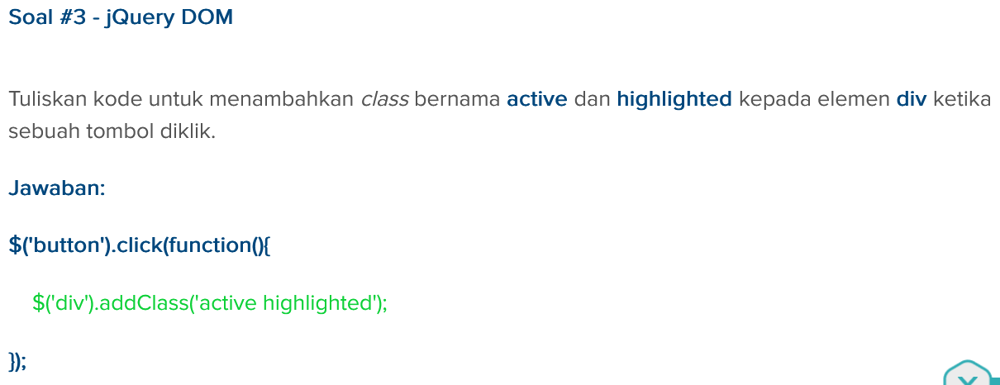 Soal #3 - jQuery DOM
Tuliskan kode untuk menambahkan class bernama active dan highlighted kepada elemen div ketika
sebuah tombol diklik.
Jawaban:
$('button').click(function(){
$('div').addClass('active highlighted');
});